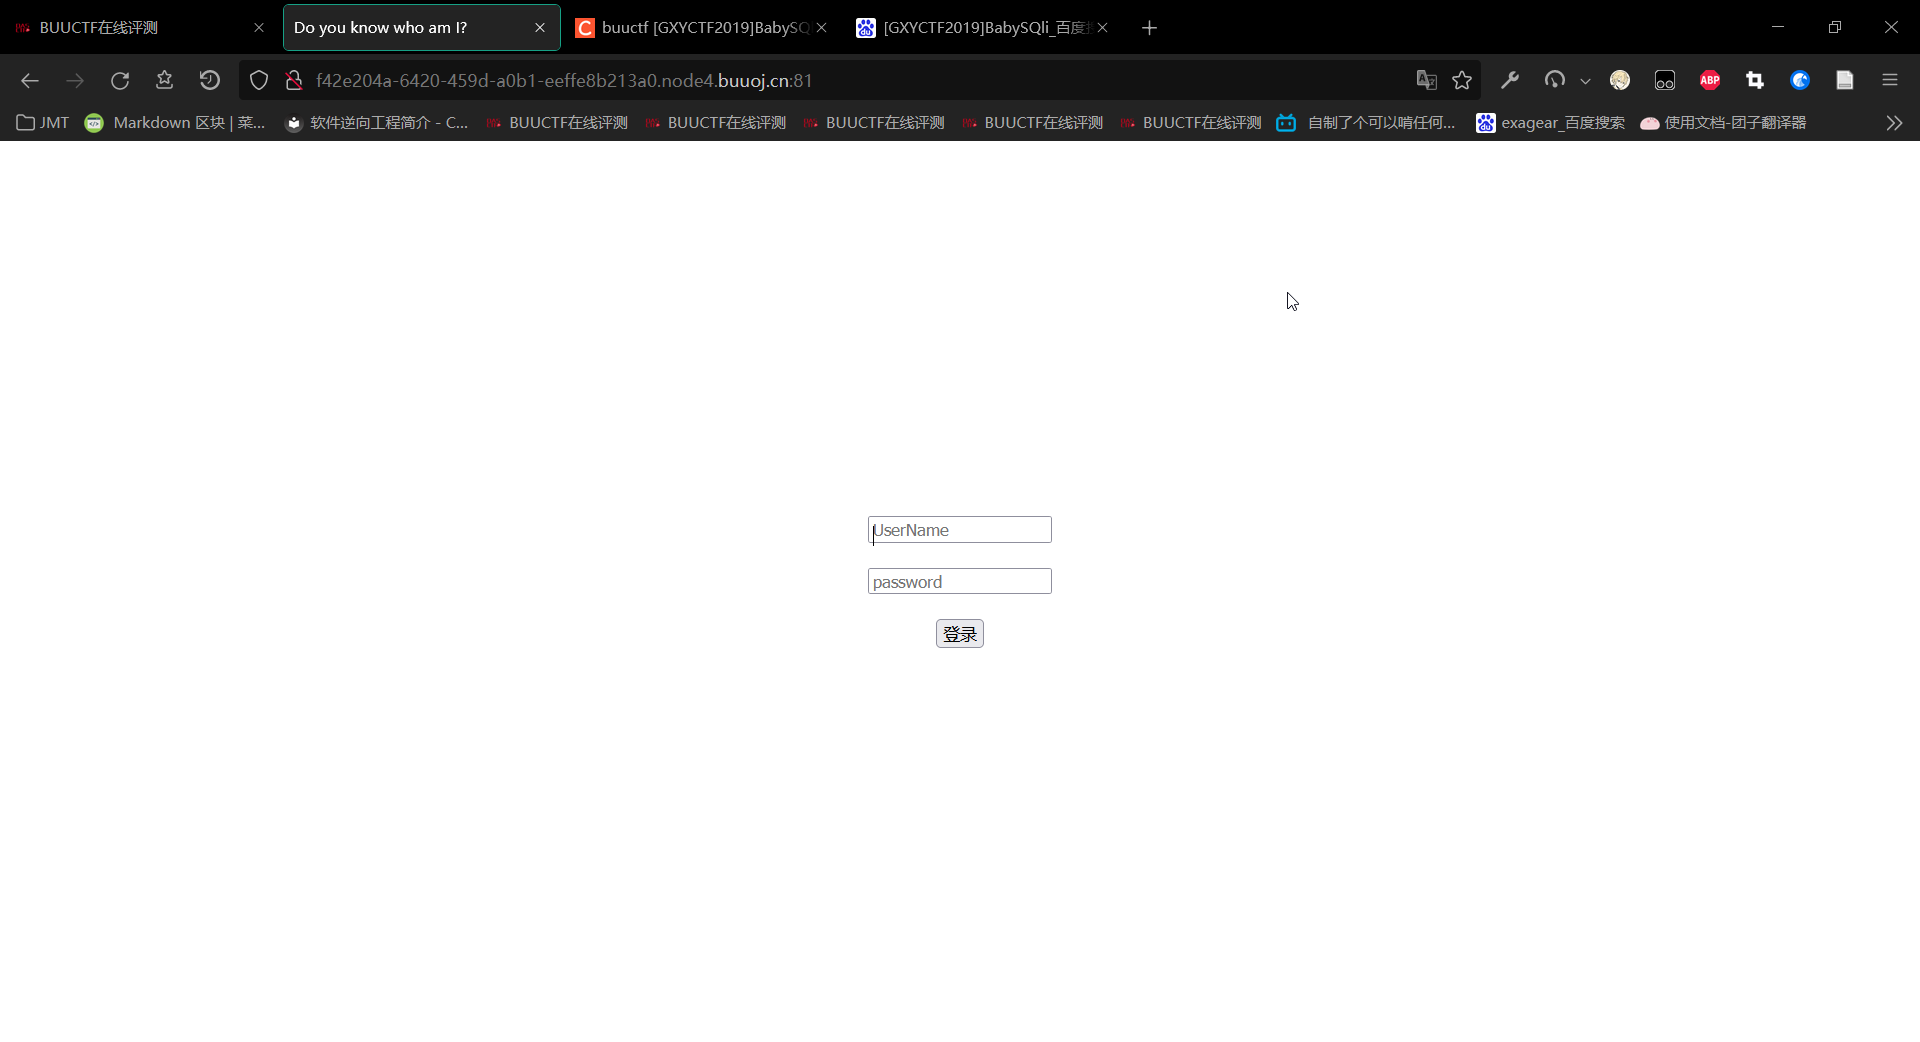 BUUCTF在线评测
Do you know who am I?
buuctf [GXYCTF2019]BabySQ
[GXYCTF2019]BabySQli_百度
f42e204a-6420-459d-a0b1-eeffe8b213a0.node4.buuoj.cn:81
ABP
JMT
Markdown 区块 | 菜...
软件逆向工程简介 - C...
BUUCTF在线评测
BUUCTF在线评测
BUUCTF在线评测
BUUCTF在线评测
BUUCTF在线评测
自制了个可以啃任何...
exagear_百度搜索
使用文档-团子翻译器
UserName
password
登录